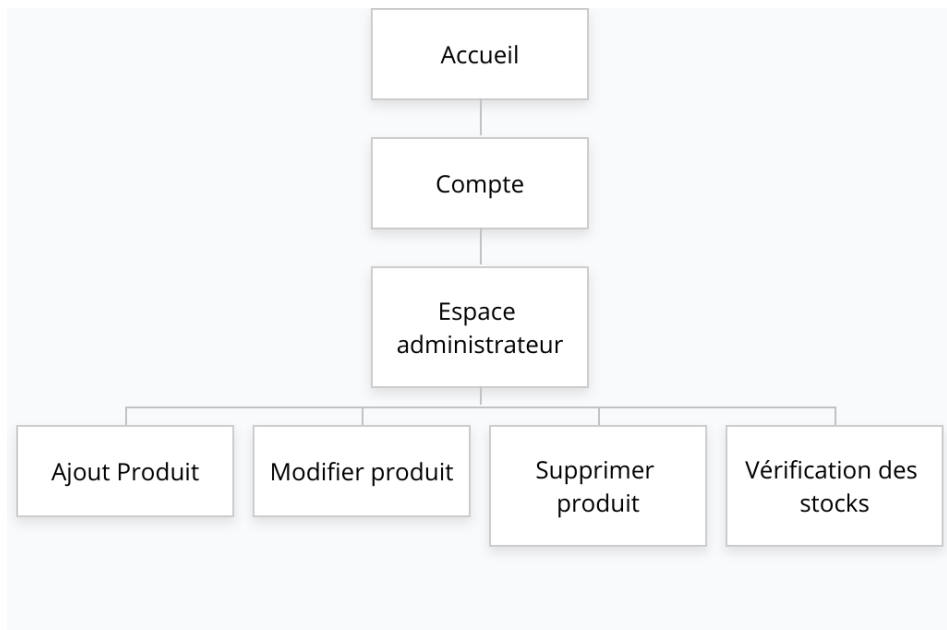 Accueil
Compte
Espace
administrateur
Ajout Produit
Modifier produit
Supprimer
produit
Vérification des
stocks